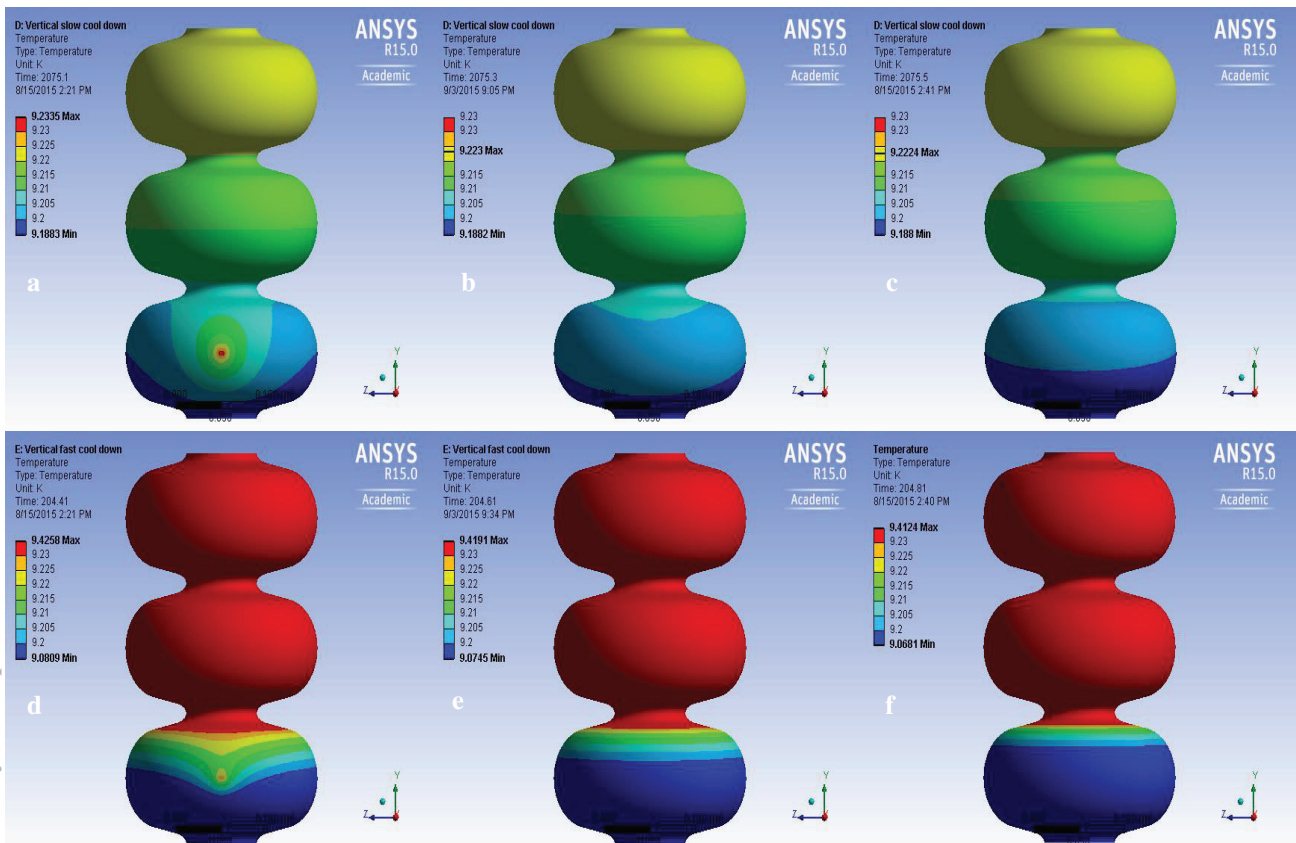 D: Vertical slow cool down
Temperature
Type: Temperature
Unit: K
Time: 2075.1
8/15/2015 2:21 PM
9.2335 Max
9.23
9.225
9.22
9.215
9.21
9.205
9.2
9.1883 Min
ANSYS
R15.0
Academic
a
Y
Z
0.050
D: Vertical slow cool down
Temperature
Type: Temperature
Unit: K
Time: 2075.3
9/3/2015 9:05 PM
9.23
9.23
9.223 Max
9.215
9.21
9.205
9.2
9.1882 Min
ANSYS
R15.0
Academic
b
Y
Z
0.050
D: Vertical slow cool down
Temperature
Type: Temperature
Unit: K
Time: 2075.5
8/15/2015 2:41 PM
9.23
9.23
9.2224 Max
9.215
9.21
9.205
9.2
9.188 Min
ANSYS
R15.0
Academic
c
Y
Z
0.050
E: Vertical fast cool down
Temperature
Type: Temperature
Unit: K
Time: 204.41
8/15/2015 2:21 PM
9.4258 Max
9.23
9.225
9.22
9.215
9.21
9.205
9.2
9.0809 Min
ANSYS
R15.0
Academic
d
Y
Z
E: Vertical fast cool down
Temperature
Type: Temperature
Unit: K
Time: 204.61
9/3/2015 9:34 PM
9.4191 Max
9.23
9.225
9.22
9.215
9.21
9.205
9.2
9.0745 Min
ANSYS
R15.0
Academic
e
Y
Z
Temperature
Type: Temperature
Unit: K
Time: 204.81
8/15/2015 2:40 PM
9.4124 Max
9.23
9.225
9.22
9.215
9.21
9.205
9.2
9.0681 Min
ANSYS
R15.0
Academic
f
Y
Z